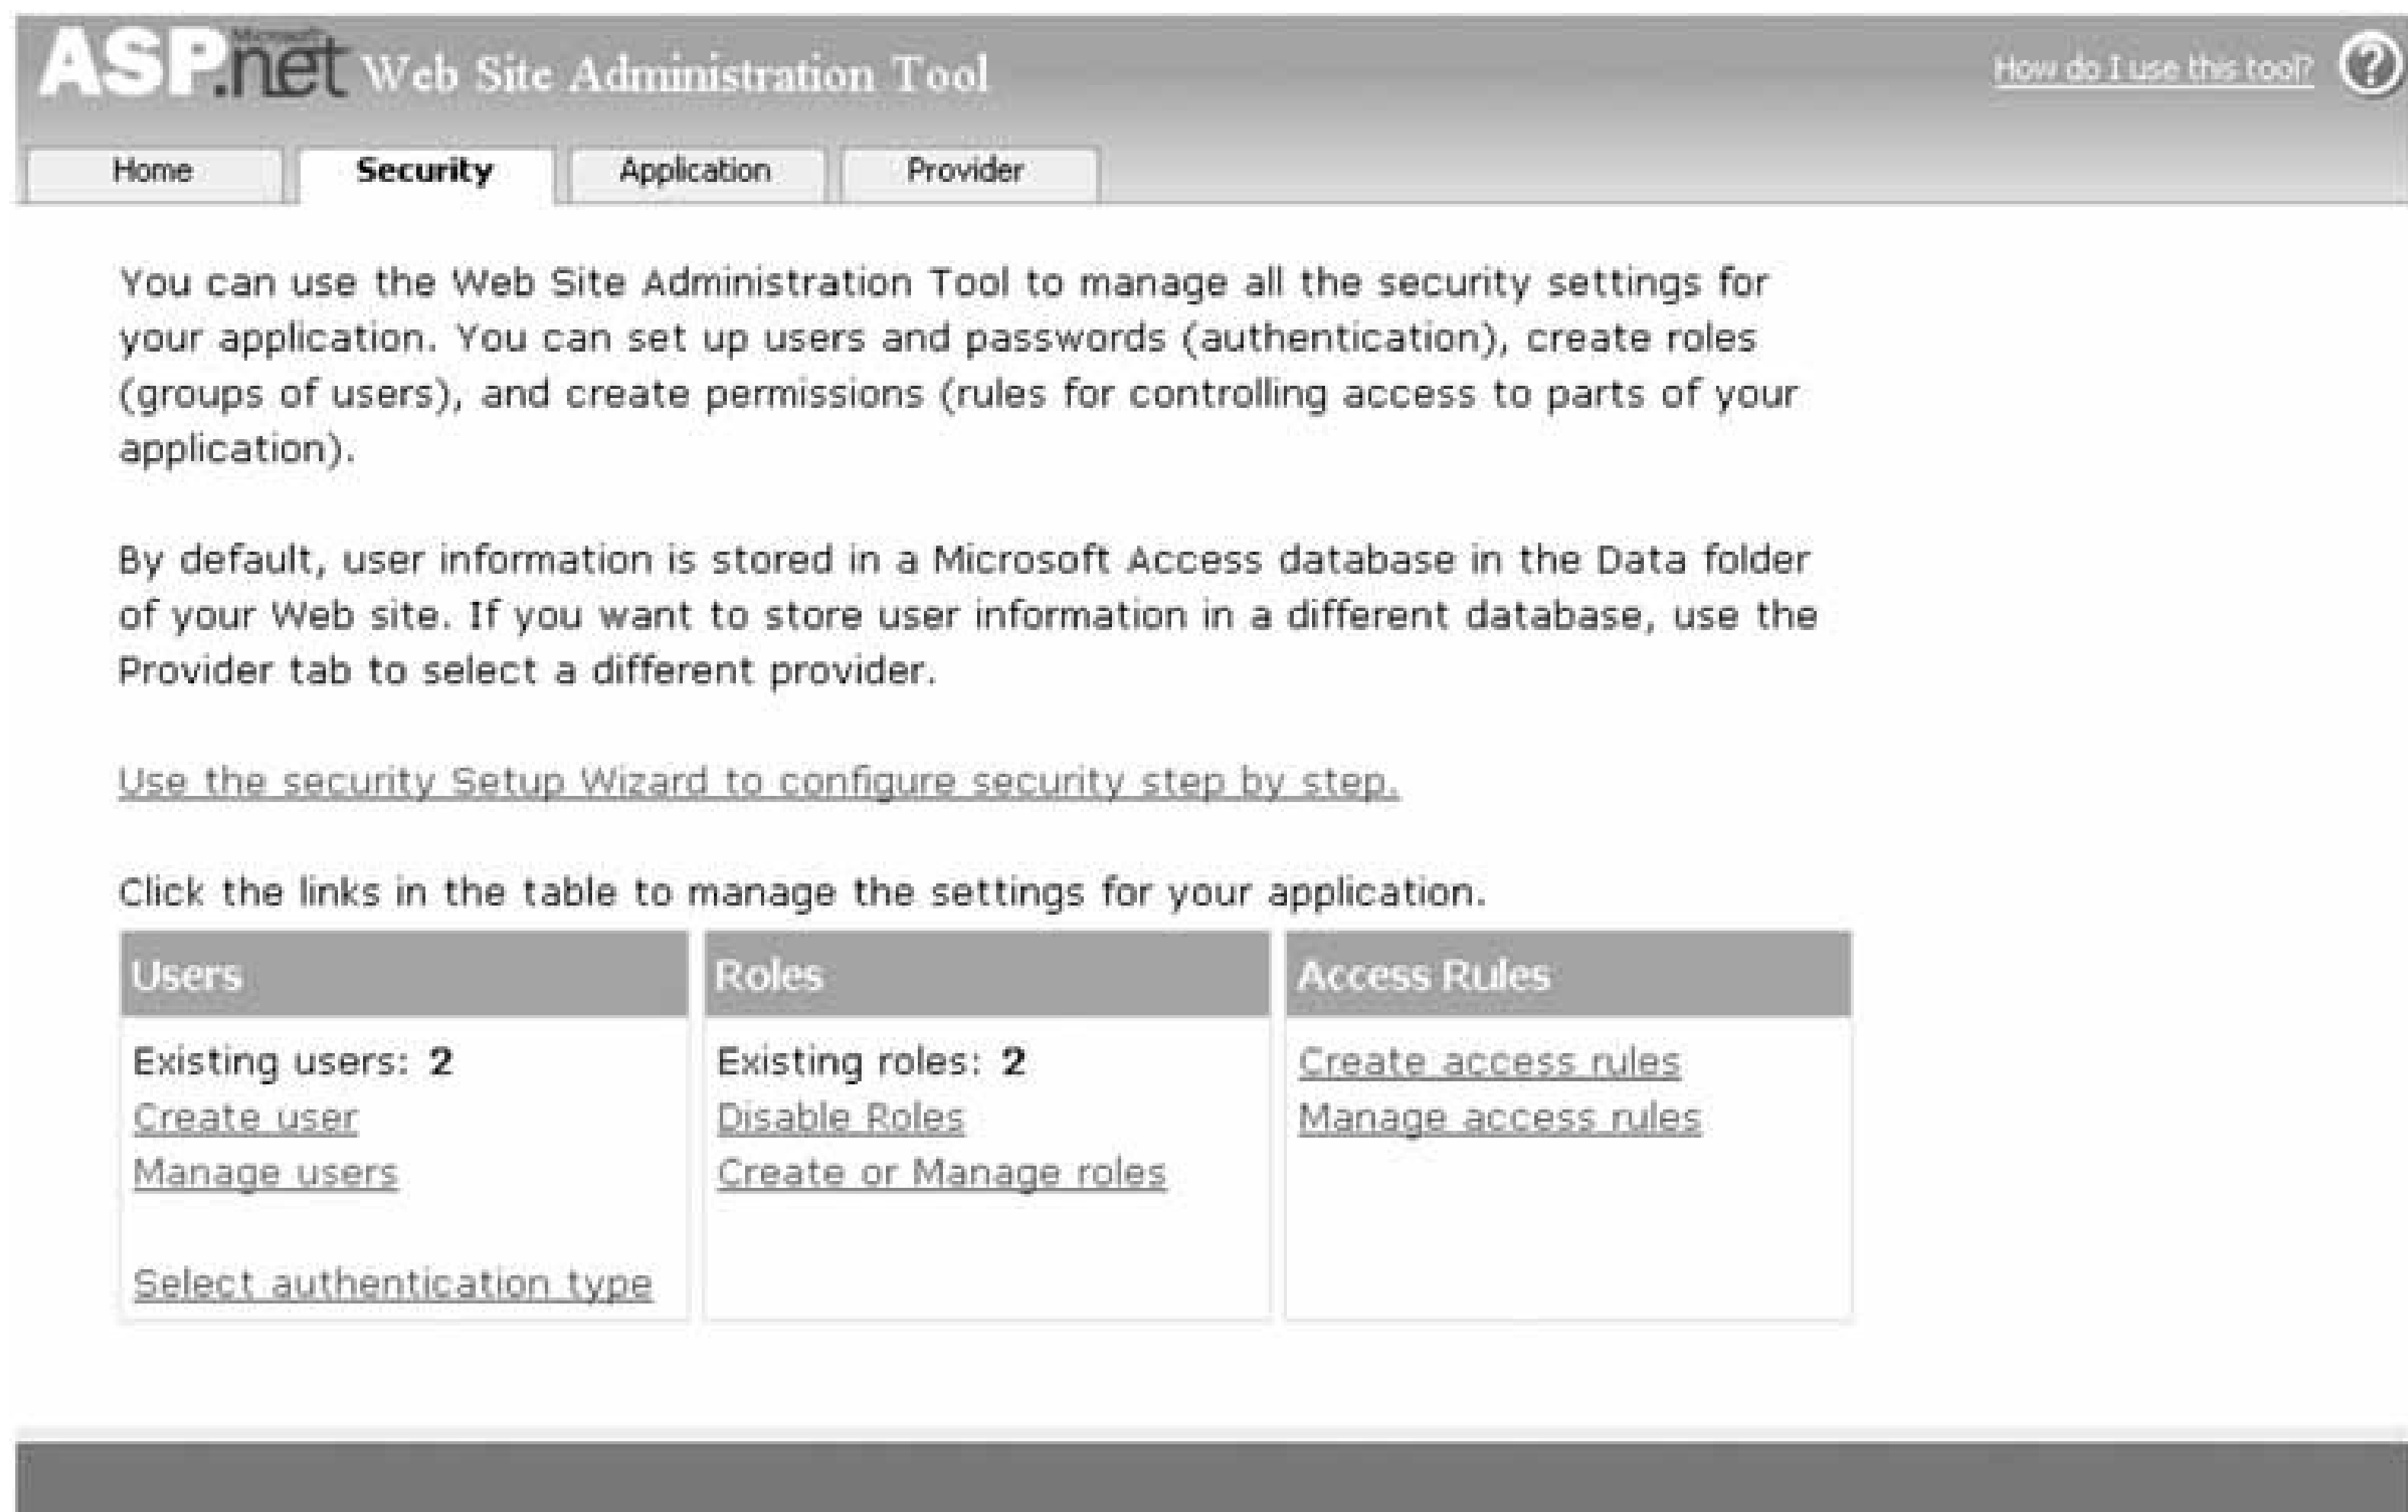 Microsoft
ASP.net Web Site Administration Tool
How do I use this tool? ?
Home Security Application Provider
You can use the Web Site Administration Tool to manage all the security settings for
your application. You can set up users and passwords (authentication), create roles
(groups of users), and create permissions (rules for controlling access to parts of your
application).
By default, user information is stored in a Microsoft Access database in the Data folder
of your Web site. If you want to store user information in a different database, use the
Provider tab to select a different provider.
Use the security Setup Wizard to configure security step by step.
Click the links in the table to manage the settings for your application.
Users
Existing users: 2
Create user
Manage users
Select authentication type
Roles
Existing roles: 2
Disable Roles
Create or Manage roles
Access Rules
Create access rules
Manage access rules